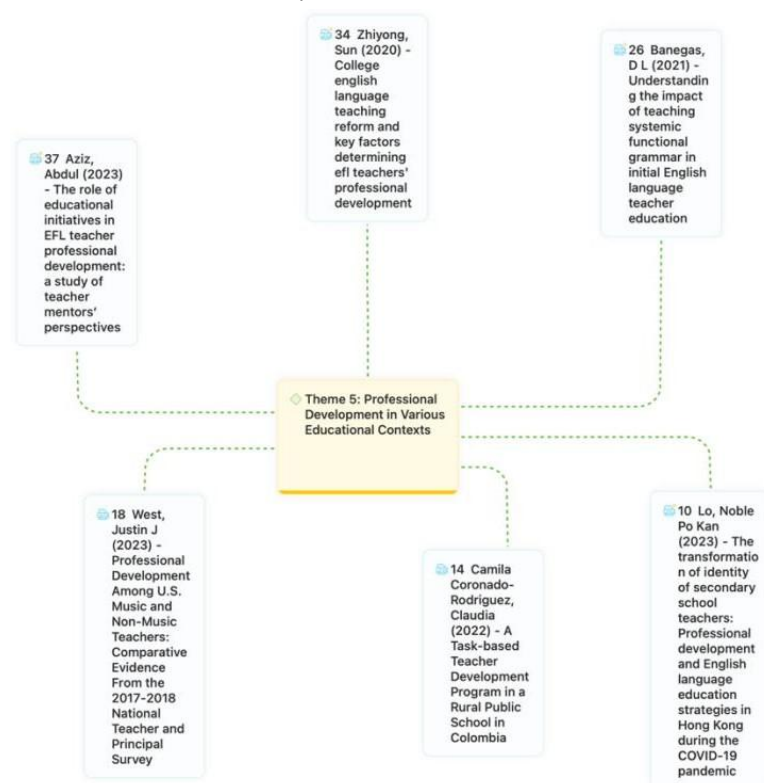 34 Zhiyong,
Sun (2020) -
College
english
language
teaching
reform and
key factors
determining
efl teachers'
professional
development
26 Banegas,
D L (2021) -
Understandin
g the impact
of teaching
systemic
functional
grammar in
initial English
language
teacher
education
37 Aziz,
Abdul (2023)
- The role of
educational
initiatives in
EFL teacher
professional
development:
a study of
teacher
mentors'
perspectives
Theme 5: Professional
Development in Various
Educational Contexts
18 West,
Justin J
(2023) -
Professional
Development
Among U.S.
Music and
Non-Music
Teachers:
Comparative
Evidence
From the
2017-2018
National
Teacher and
Principal
Survey
14 Camila
Coronado-
Rodriguez,
Claudia
(2022) - A
Task-based
Teacher
Development
Program in a
Rural Public
School in
Colombia
10 Lo, Noble
Po Kan
(2023) - The
transformatio
n of identity
of secondary
school
teachers:
Professional
development
and English
language
education
strategies in
Hong Kong
during the
COVID-19
pandemic